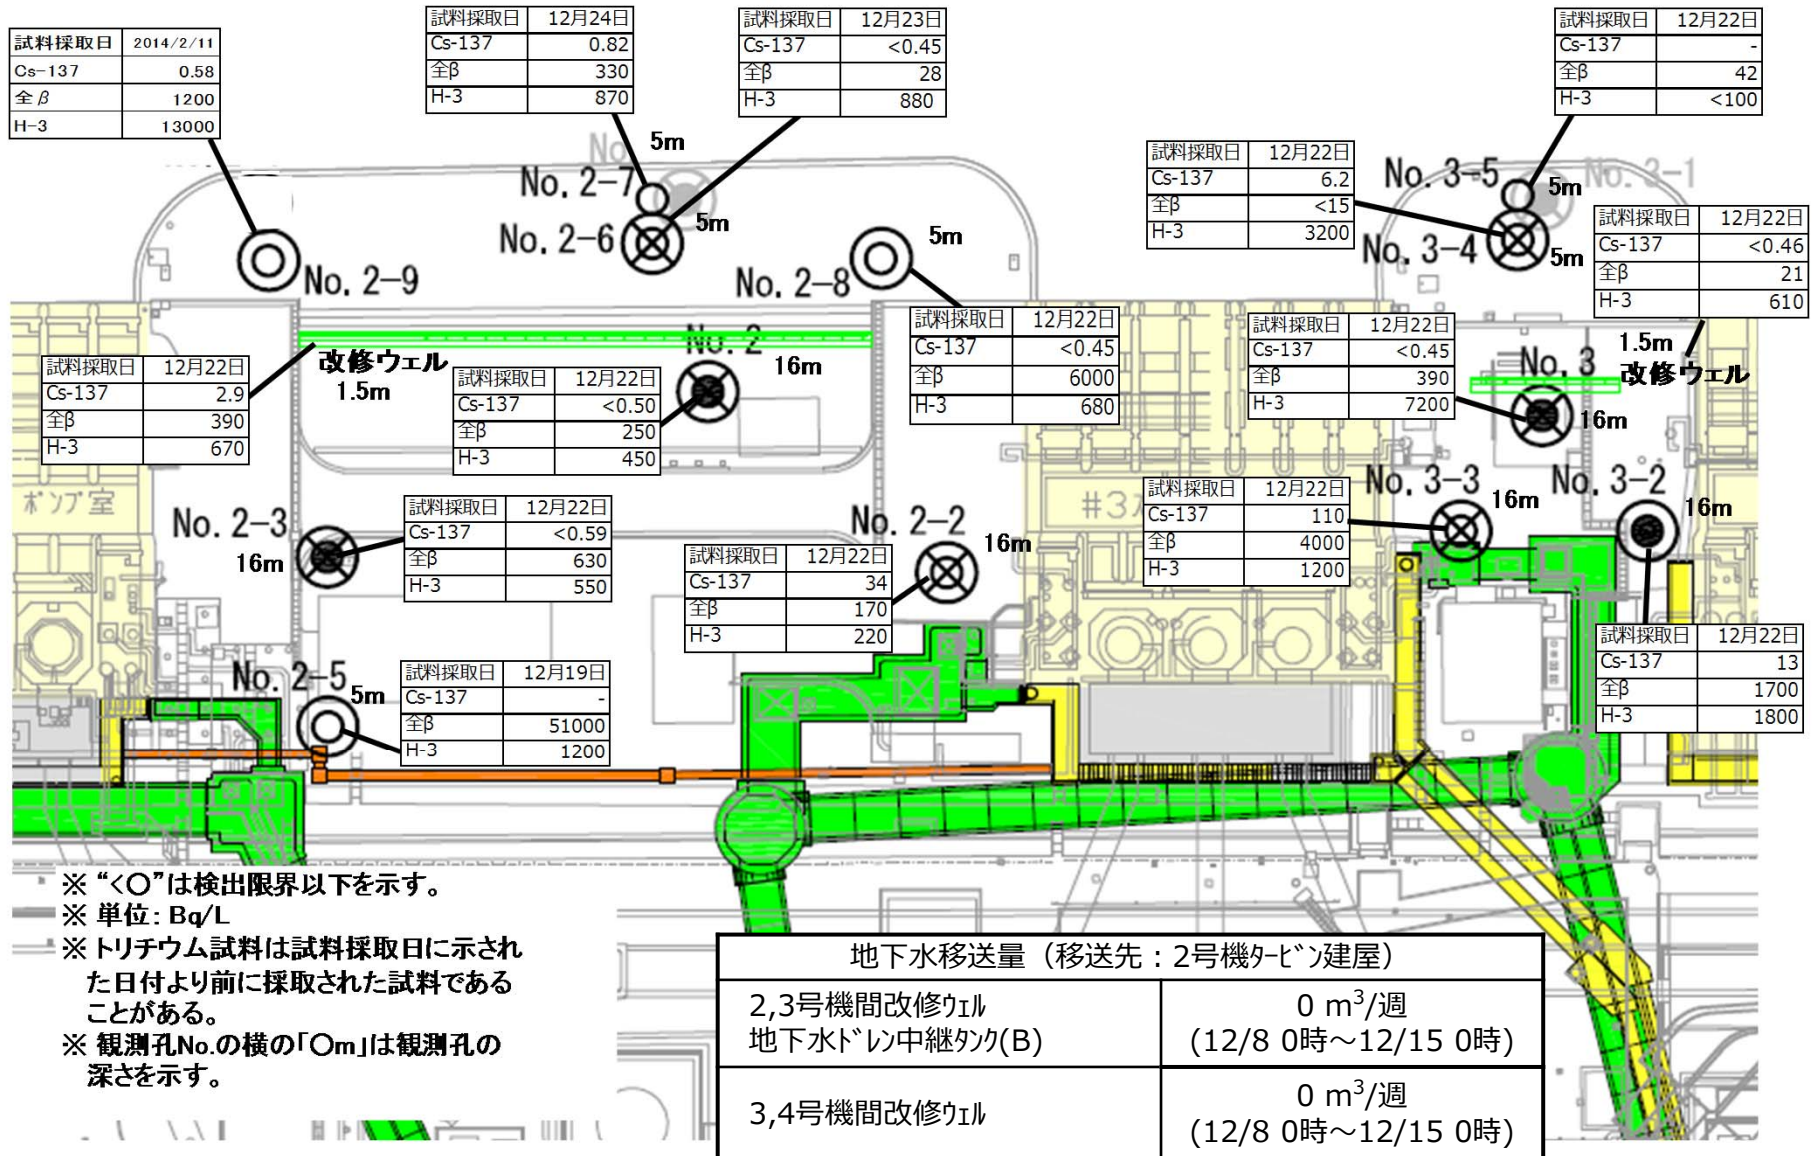 試料採取日 2014/2/11
Cs-137 0.58
全β 1200
H-3 13000
試料採取日 12月24日
Cs-137 0.82
全β 330
H-3 870
試料採取日 12月23日
Cs-137 <0.45
全β 28
H-3 880
試料採取日 12月22日
Cs-137 -
全β 42
H-3 <100
No 5m
No. 2-7
No. 2-6 5m
No. 2-9
No. 2-8 5m
試料採取日 12月22日
Cs-137 6.2
全β <15
H-3 3200
No. 3-5 5m No. 3-1
No. 3-4 5m
試料採取日 12月22日
Cs-137 <0.46
全β 21
H-3 610
試料採取日 12月22日
Cs-137 2.9
全β 390
H-3 670
改修ウェル
1.5m
試料採取日 12月22日
Cs-137 <0.50
全β 250
H-3 450
No. 2 16m
試料採取日 12月22日
Cs-137 <0.45
全β 6000
H-3 680
試料採取日 12月22日
Cs-137 <0.45
全β 390
H-3 7200
No. 3
16m
1.5m
改修ウェル
ポンプ室
No. 2-3
16m
試料採取日 12月22日
Cs-137 <0.59
全β 630
H-3 550
No. 2-2 16m
試料採取日 12月22日
Cs-137 34
全β 170
H-3 220
#3
試料採取日 12月22日
Cs-137 110
全β 4000
H-3 1200
No. 3-3 16m
No. 3-2 16m
試料採取日 12月22日
Cs-137 13
全β 1700
H-3 1800
No. 2-5 5m
試料採取日 12月19日
Cs-137 -
全β 51000
H-3 1200
※ “<○”は検出限界以下を示す。
※ 単位: Bq/L
※ トリチウム試料は試料採取日に示され
た日付より前に採取された試料である
ことがある。
※ 観測孔No.の横の「○m」は観測孔の
深さを示す。
地下水移送量（移送先：2号機ﾀｰﾋﾞﾝ建屋）
2,3号機間改修ｳｪﾙ
地下水ﾄﾞﾚﾝ中継ﾀﾝｸ(B)
0 m³/週
(12/8 0時～12/15 0時)
3,4号機間改修ｳｪﾙ
0 m³/週
(12/8 0時～12/15 0時)